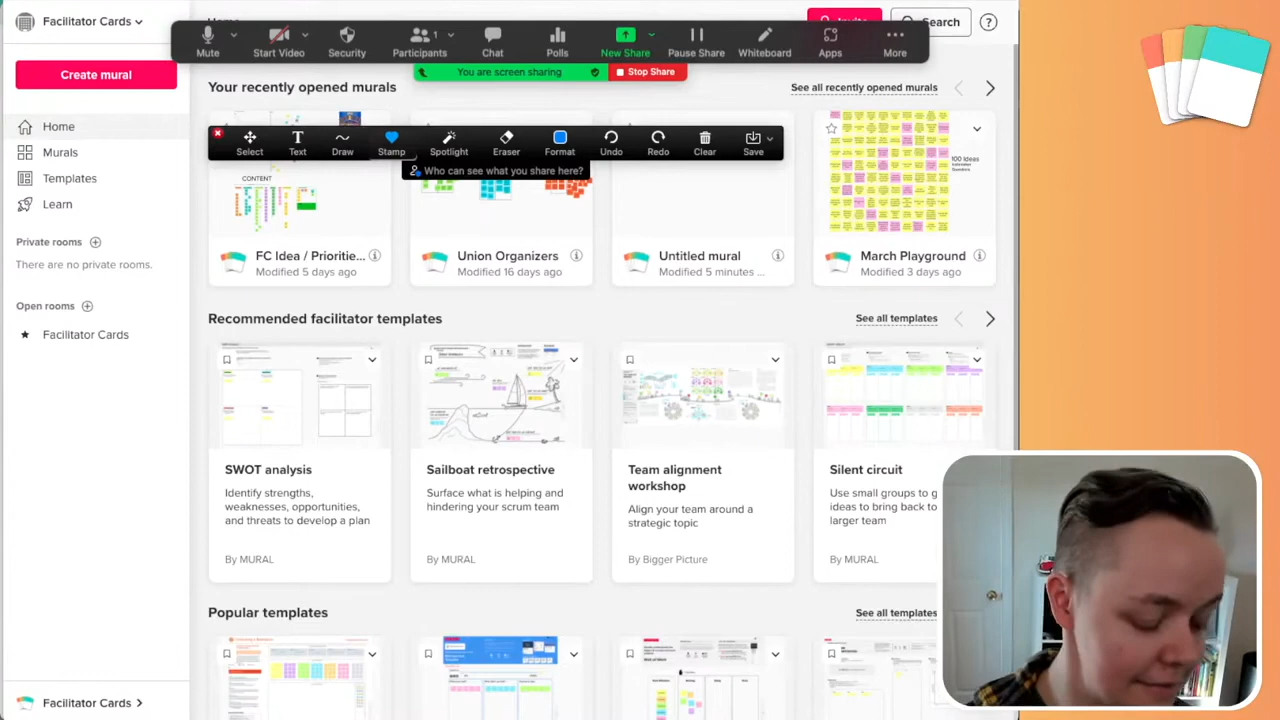 Facilitator Cards
Home
Invite
Search
?
Mute
Start Video
Security
Participants
1
Chat
Polls
New Share
Pause Share
Whiteboard
Apps
More
You are screen sharing
Stop Share
Create mural
Home
Murals
Templates
Learn
Private rooms
There are no private rooms.
Open rooms
Facilitator Cards
Facilitator Cards
Your recently opened murals
See all recently opened murals
Select
Text
Draw
Stamp
Spotlight
Eraser
Format
Undo
Redo
Clear
Save
Who can see what you share here?
CONTENT
100 Ideas
FC Idea / Prioritie...
Modified 5 days ago
Union Organizers
Modified 16 days ago
Untitled mural
Modified 5 minutes ...
March Playground
Modified 3 days ago
Recommended facilitator templates
See all templates
SWOT analysis
Identify strengths,
weaknesses, opportunities,
and threats to develop a plan
By MURAL
Sailboat retrospective
Surface what is helping and
hindering your scrum team
By MURAL
Team alignment
workshop
Align your team around a
strategic topic
By Bigger Picture
Silent circuit
Use small groups to g
ideas to bring back to
larger team
By MURAL
Popular templates
See all templates